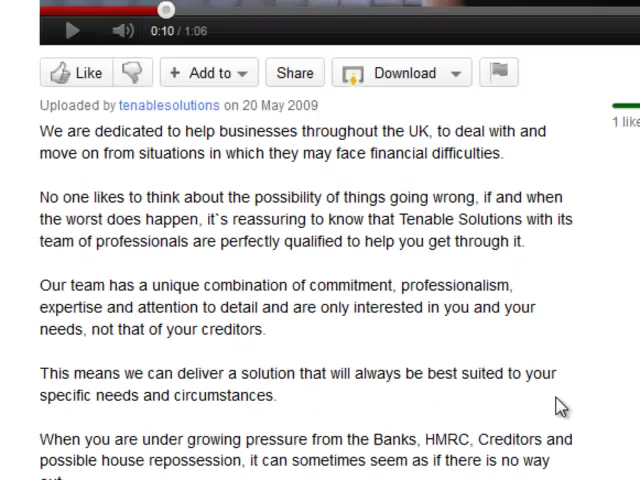 0:10 / 1:06
Like
+ Add to
Share
Download
Uploaded by tenablesolutions on 20 May 2009
1 like
We are dedicated to help businesses throughout the UK, to deal with and
move on from situations in which they may face financial difficulties.
No one likes to think about the possibility of things going wrong, if and when
the worst does happen, it`s reassuring to know that Tenable Solutions with its
team of professionals are perfectly qualified to help you get through it.
Our team has a unique combination of commitment, professionalism,
expertise and attention to detail and are only interested in you and your
needs, not that of your creditors.
This means we can deliver a solution that will always be best suited to your
specific needs and circumstances.
When you are under growing pressure from the Banks, HMRC, Creditors and
possible house repossession, it can sometimes seem as if there is no way